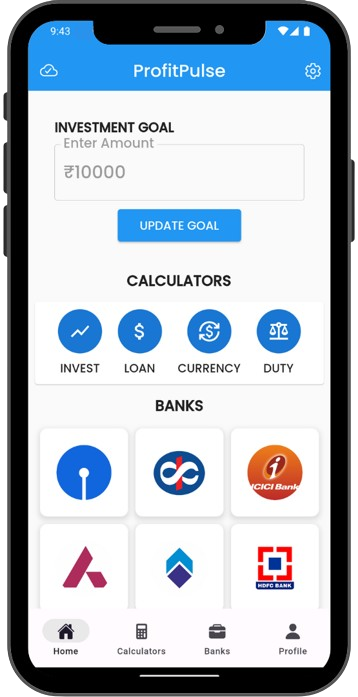 9:43
ProfitPulse
INVESTMENT GOAL
Enter Amount
₹10000
UPDATE GOAL
CALCULATORS
INVEST LOAN CURRENCY DUTY
BANKS
i
ICICI Bank
HDFC BANK
Home Calculators Banks Profile